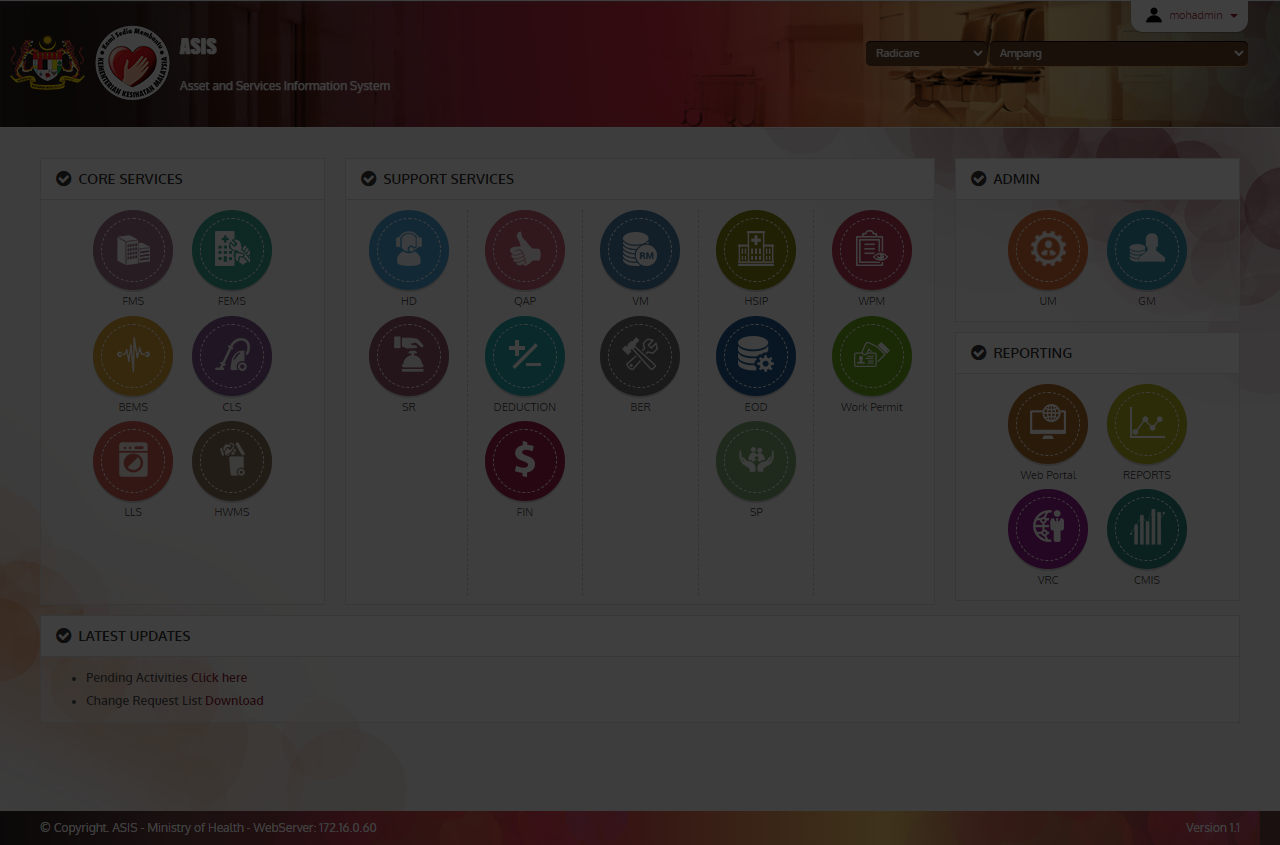 mohadmin
Kami Sedia Membantu
KEMENTERIAN KESIHATAN MALAYSIA
ASIS
Asset and Services Information System
Radicare
Ampang
CORE SERVICES
FMS
FEMS
BEMS
CLS
LLS
HWMS
SUPPORT SERVICES
HD
QAP
RM
VM
HSIP
WPM
SR
DEDUCTION
BER
EOD
Work Permit
FIN
SP
ADMIN
UM
GM
REPORTING
Web Portal
REPORTS
VRC
CMIS
LATEST UPDATES
Pending Activities Click here
Change Request List Download
© Copyright. ASIS - Ministry of Health - WebServer: 172.16.0.60
Version 1.1